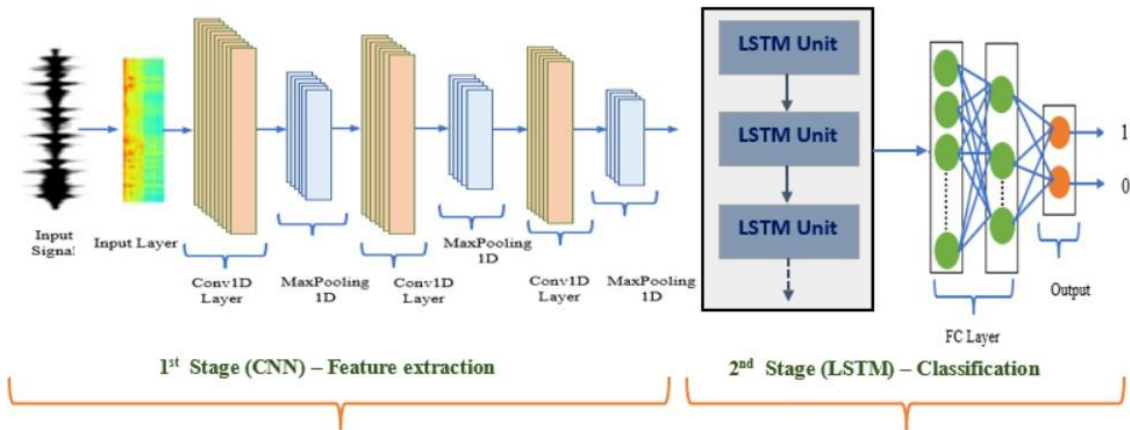 Input
Signal
Input Layer
Conv1D
Layer
MaxPooling
1D
Conv1D
Layer
MaxPooling
1D
Conv1D
Layer
MaxPooling
1D
LSTM Unit
LSTM Unit
LSTM Unit
FC Layer
1
0
Output
1st Stage (CNN) – Feature extraction
2nd Stage (LSTM) – Classification